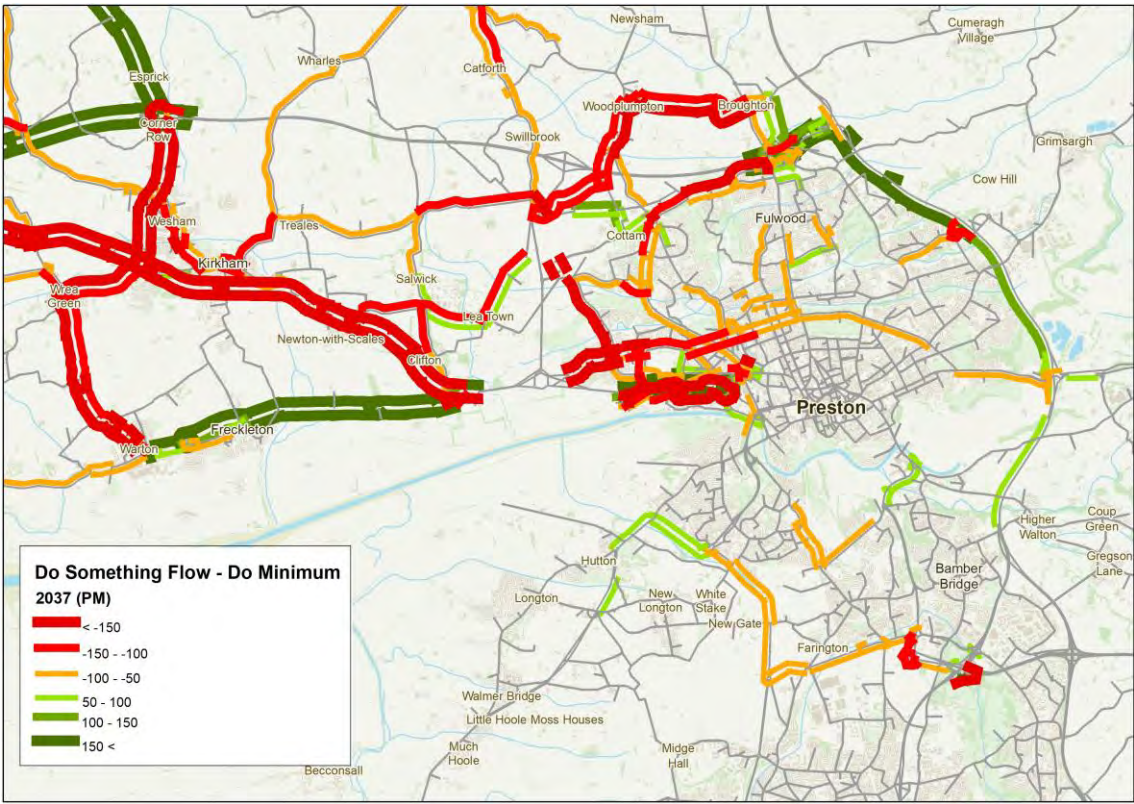 Newsham
Cumeragh
Village
Wharles
Catforth
Esprick
Woodplumpton
Broughton
Corner
Row
Swillbrook
Grimsargh
Cow Hill
Wesham
Treales
Fulwood
Cottam
Kirkham
Salwick
Wrea
Green
Lea Town
Newton-with-Scales
Clifton
Preston
Freckleton
Warton
Higher
Walton
Coup
Green
Gregson
Lane
Hutton
Bamber
Bridge
Longton
New
Longton
White
Stake
New Gate
Farington
Walmer Bridge
Little Hoole Moss Houses
Much
Hoole
Midge
Hall
Becconsall
Do Something Flow - Do Minimum
2037 (PM)
< -150
-150 - -100
-100 - -50
50 - 100
100 - 150
150 <